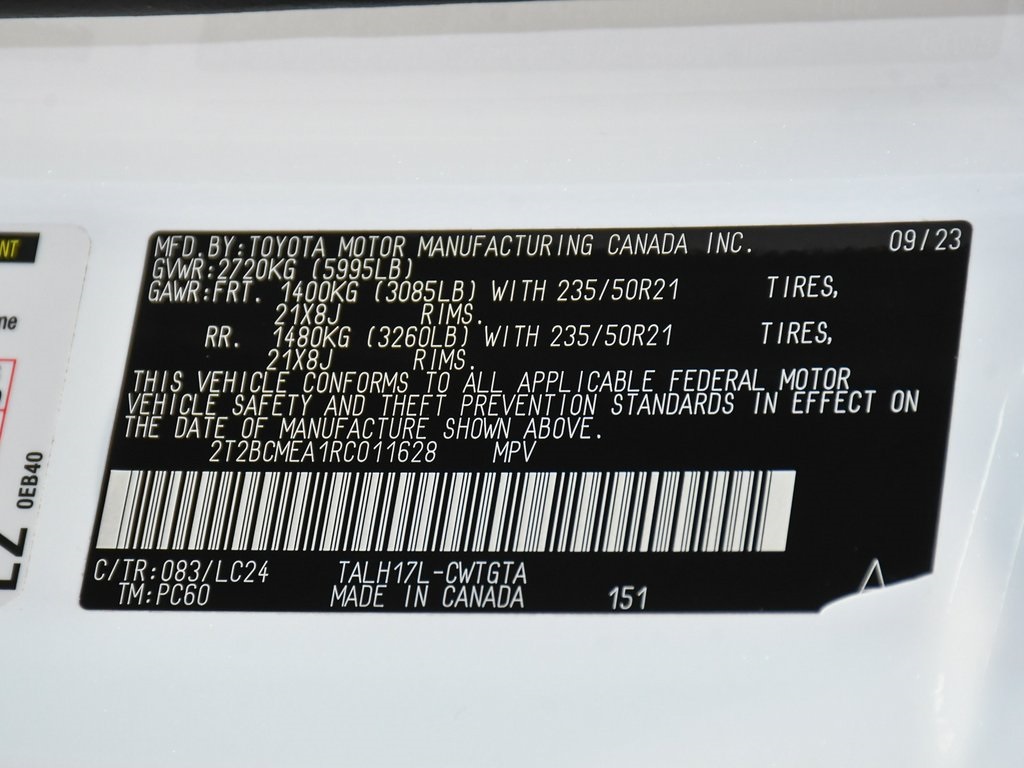 MFD. BY: TOYOTA MOTOR MANUFACTURING CANADA INC. 09/23
GVWR: 2720KG (5995LB)
GAWR: FRT. 1400KG (3085LB) WITH 235/50R21 TIRES,
21X8J RIMS.
RR. 1480KG (3260LB) WITH 235/50R21 TIRES,
21X8J RIMS.
THIS VEHICLE CONFORMS TO ALL APPLICABLE FEDERAL MOTOR
VEHICLE SAFETY AND THEFT PREVENTION STANDARDS IN EFFECT ON
THE DATE OF MANUFACTURE SHOWN ABOVE.
2T2BCMEA1RC011628 MPV
C/TR: 083/LC24 TALH17L-CWTGTA
TM: PC60 MADE IN CANADA 151
NT
ne
0EB40